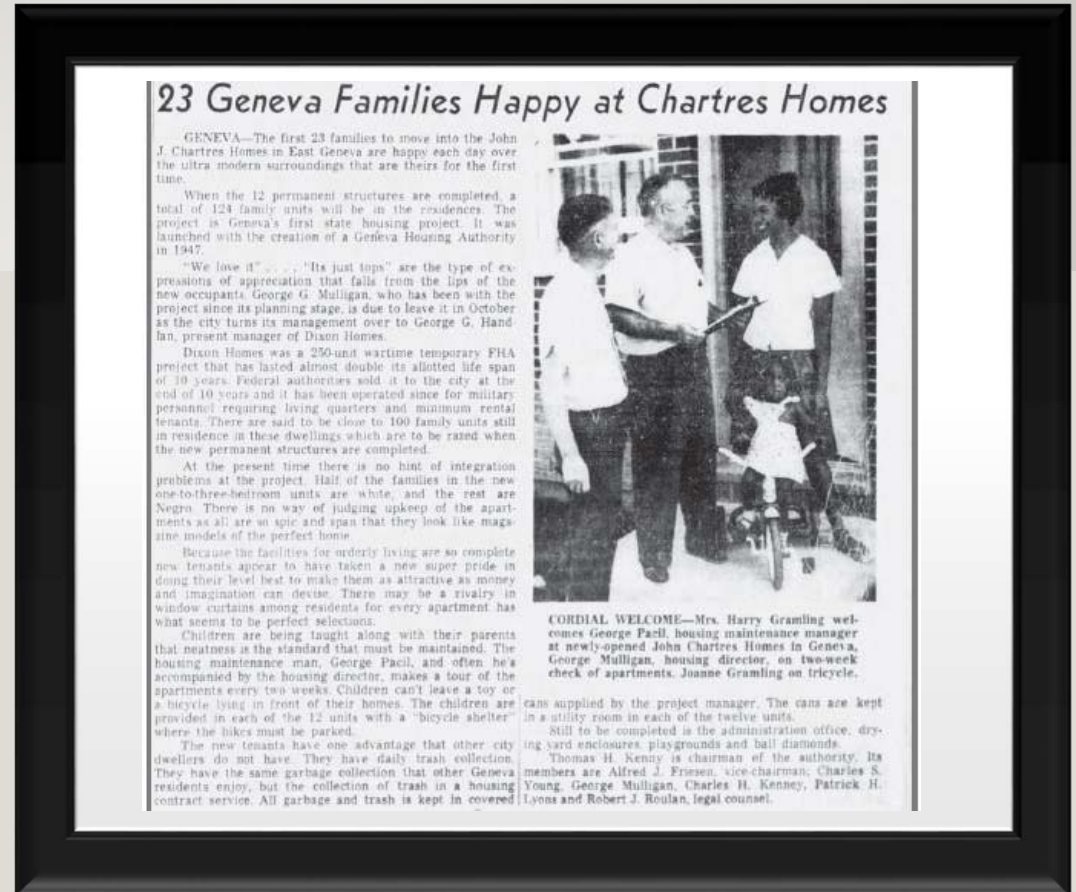 23 Geneva Families Happy at Chartres Homes
GENEVA—The first 23 families to move into the John
J. Chartres Homes in East Geneva are happy each day over
the ultra modern surroundings that are theirs for the first
time.
When the 12 permanent structures are completed, a
total of 124 family units will be in the residences. The
project is Geneva's first state housing project. It was
launched with the creation of a Geneva Housing Authority
in 1947.
"We love it" . . . . "Its just tops" are the type of ex-
pressions of appreciation that falls from the lips of the
new occupants. George G. Mulligan, who has been with the
project since its planning stage, is due to leave it in October
as the city turns its management over to George G. Hand-
lan, present manager of Dixon Homes.
Dixon Homes was a 250-unit wartime temporary FHA
project that has lasted almost double its allotted life span
of 10 years. Federal authorities sold it to the city at the
end of 10 years and it has been operated since for military
personnel requiring living quarters and minimum rental
tenants. There are said to be close to 100 family units still
in residence in these dwellings which are to be razed when
the new permanent structures are completed.
At the present time there is no hint of integration
problems at the project. Half of the families in the new
one-to-three-bedroom units are white, and the rest are
Negro. There is no way of judging upkeep of the apart-
ments as all are so spic and span that they look like maga-
zine models of the perfect home.
Because the facilities for orderly living are so complete
new tenants appear to have taken a new super pride in
doing their level best to make them as attractive as money
and imagination can devise. There may be a rivalry in
window curtains among residents for every apartment has
what seems to be perfect selections.
Children are being taught along with their parents
that neatness is the standard that must be maintained. The
housing maintenance man, George Pacil, and often he's
accompanied by the housing director, makes a tour of the
apartments every two weeks. Children can't leave a toy or
a bicycle lying in front of their homes. The children are
provided in each of the 12 units with a "bicycle shelter"
where the bikes must be parked.
The new tenants have one advantage that other city
dwellers do not have. They have daily trash collection.
They have the same garbage collection that other Geneva
residents enjoy, but the collection of trash in a housing
contract service. All garbage and trash is kept in covered
CORDIAL WELCOME—Mrs. Harry Gramling wel-
comes George Pacil, housing maintenance manager
at newly-opened John Chartres Homes in Geneva,
George Mulligan, housing director, on two-week
check of apartments. Joanne Gramling on tricycle.
cans supplied by the project manager. The cans are kept
in a utility room in each of the twelve units.
Still to be completed is the administration office, dry-
ing yard enclosures, playgrounds and ball diamonds.
Thomas H. Kenny is chairman of the authority. Its
members are Alfred J. Friesen, vice-chairman; Charles S.
Young, George Mulligan, Charles H. Kenney, Patrick H.
Lyons and Robert J. Roulan, legal counsel.